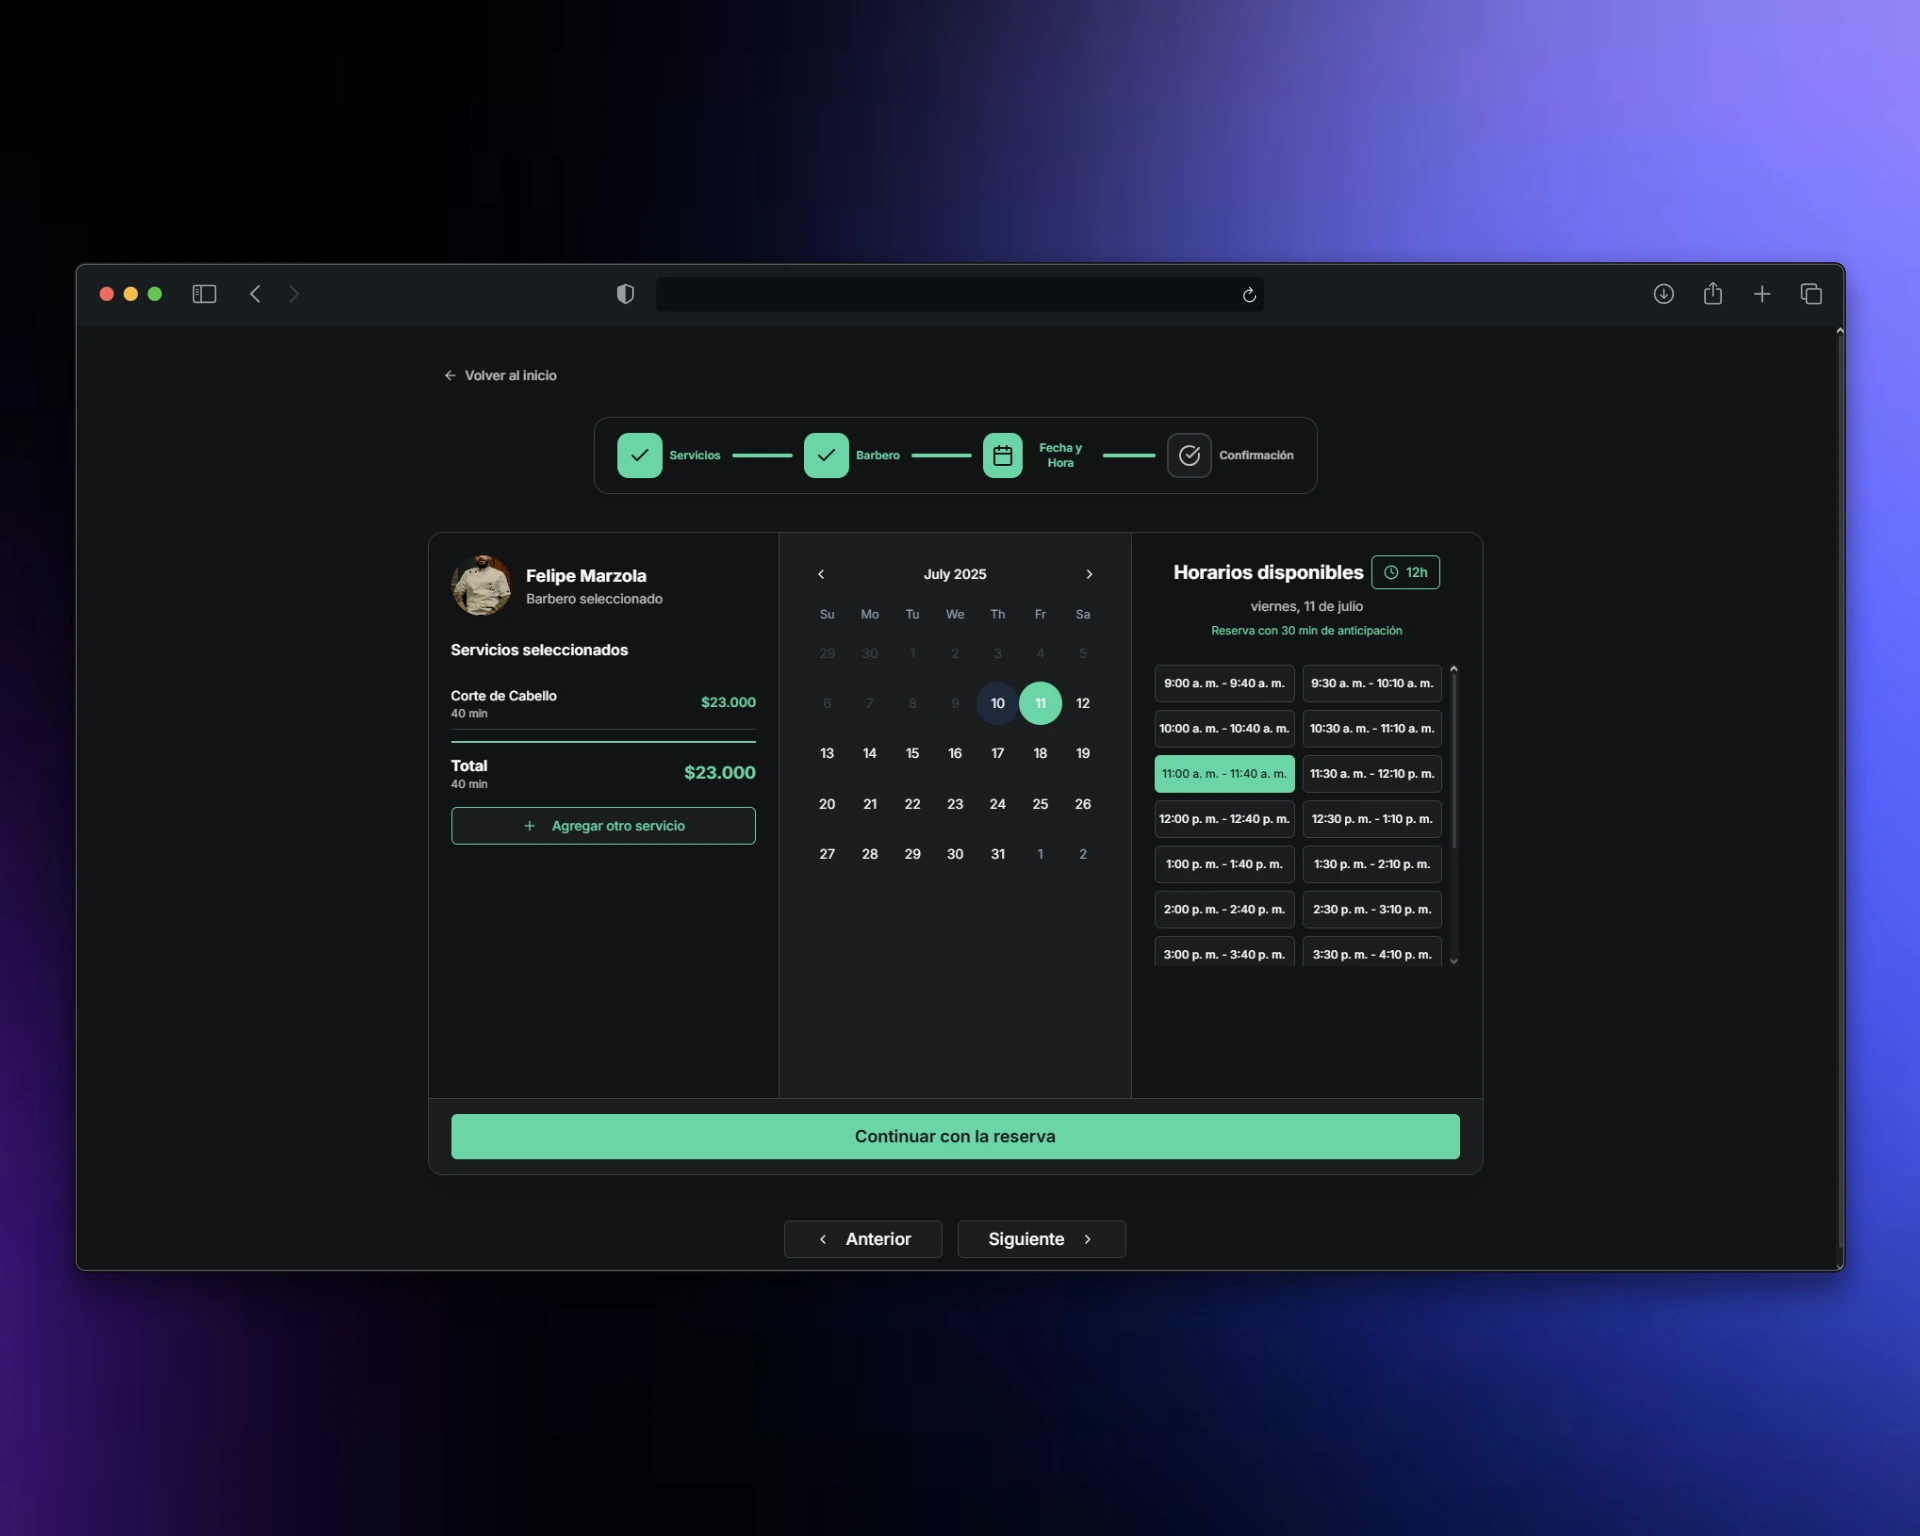 Volver al inicio
Servicios
Barbero
Fecha y
Hora
Confirmación
Felipe Marzola
Barbero seleccionado
Servicios seleccionados
Corte de Cabello
40 min
$23.000
Total
40 min
$23.000
Agregar otro servicio
July 2025
Su Mo Tu We Th Fr Sa
29 30 1 2 3 4 5
6 7 8 9 10 11 12
13 14 15 16 17 18 19
20 21 22 23 24 25 26
27 28 29 30 31 1 2
Horarios disponibles
12h
viernes, 11 de julio
Reserva con 30 min de anticipación
9:00 a. m. - 9:40 a. m. 9:30 a. m. - 10:10 a. m.
10:00 a. m. - 10:40 a. m. 10:30 a. m. - 11:10 a. m.
11:00 a. m. - 11:40 a. m. 11:30 a. m. - 12:10 p. m.
12:00 p. m. - 12:40 p. m. 12:30 p. m. - 1:10 p. m.
1:00 p. m. - 1:40 p. m. 1:30 p. m. - 2:10 p. m.
2:00 p. m. - 2:40 p. m. 2:30 p. m. - 3:10 p. m.
3:00 p. m. - 3:40 p. m. 3:30 p. m. - 4:10 p. m.
Continuar con la reserva
Anterior
Siguiente